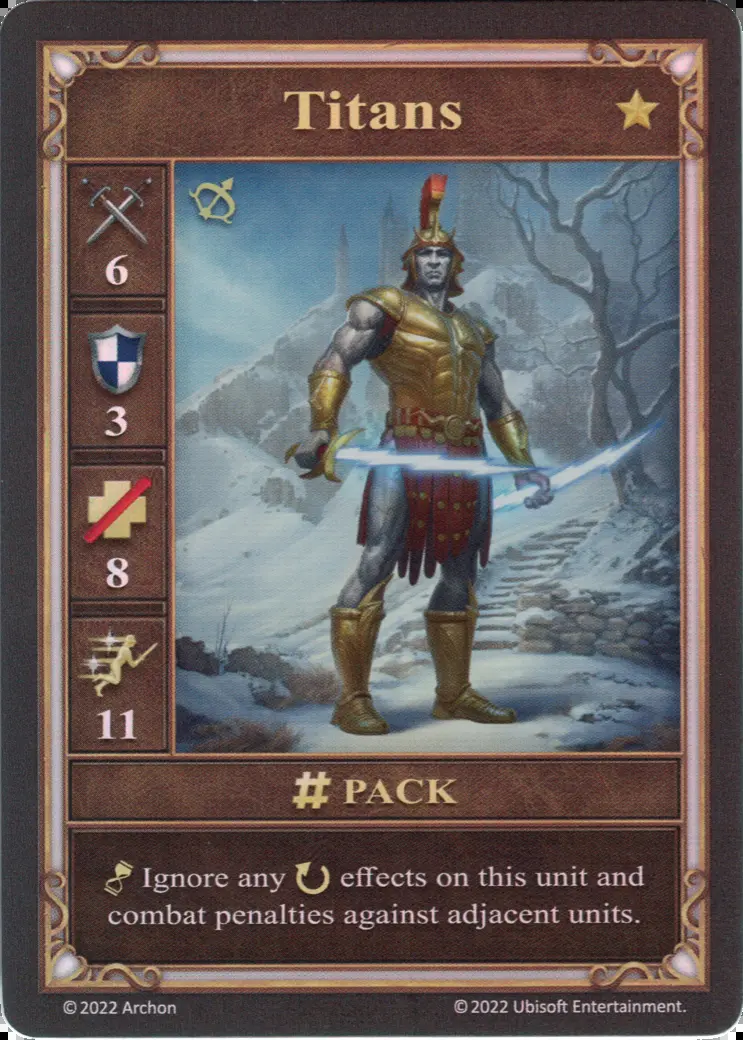 Titans
6
3
8
11
# PACK
Ignore any effects on this unit and
combat penalties against adjacent units.
© 2022 Archon
© 2022 Ubisoft Entertainment.